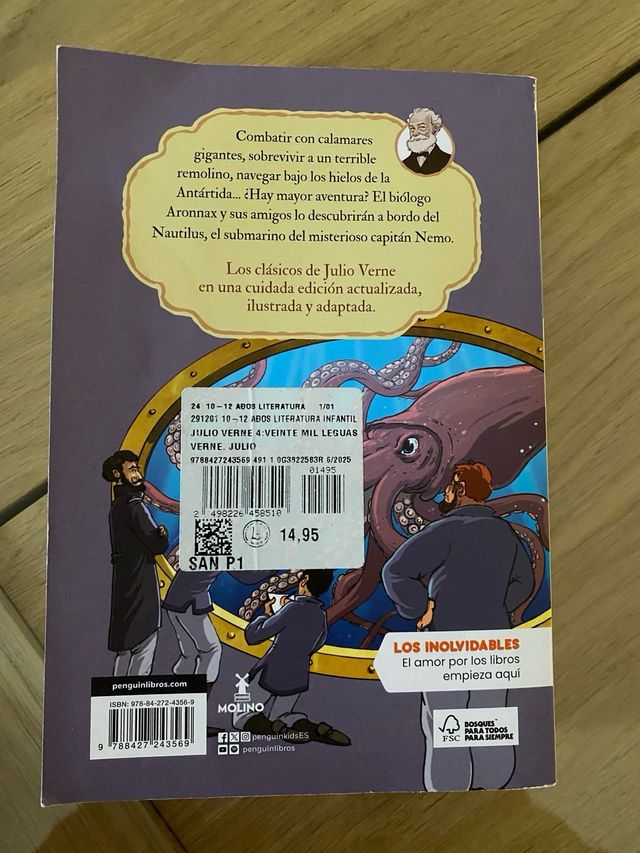 Combatir con calamares
gigantes, sobrevivir a un terrible
remolino, navegar bajo los hielos de la
Antártida... ¿Hay mayor aventura? El biólogo
Aronnax y sus amigos lo descubrirán a bordo del
Nautilus, el submarino del misterioso capitán Nemo.
Los clásicos de Julio Verne
en una cuidada edición actualizada,
ilustrada y adaptada.
24 10-12 AÐOS LITERATURA 1/01
291201 10-12 AÐOS LITERATURA INFANTIL
JULIO VERNE 4:VEINTE MIL LEGUAS
VERNE, JULIO
9788427243569 491 1 0G3922583R 6/2025
01495
2 498226 458510
14,95
SAN P1
LOS INOLVIDABLES
El amor por los libros
empieza aquí
penguinlibros.com
ISBN: 978-84-272-4356-9
9 788427 243569
MOLINO
penguinkidsES
penguinlibros
FSC
BOSQUES
PARA TODOS
PARA SIEMPRE